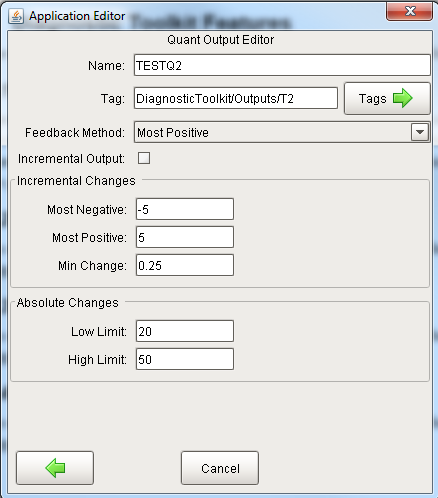 Application Editor
Quant Output Editor
Name: TESTQ2
Tag: DiagnosticToolkit/Outputs/T2 Tags
Feedback Method: Most Positive
Incremental Output:
Incremental Changes
Most Negative: -5
Most Positive: 5
Min Change: 0.25
Absolute Changes
Low Limit: 20
High Limit: 50
Cancel